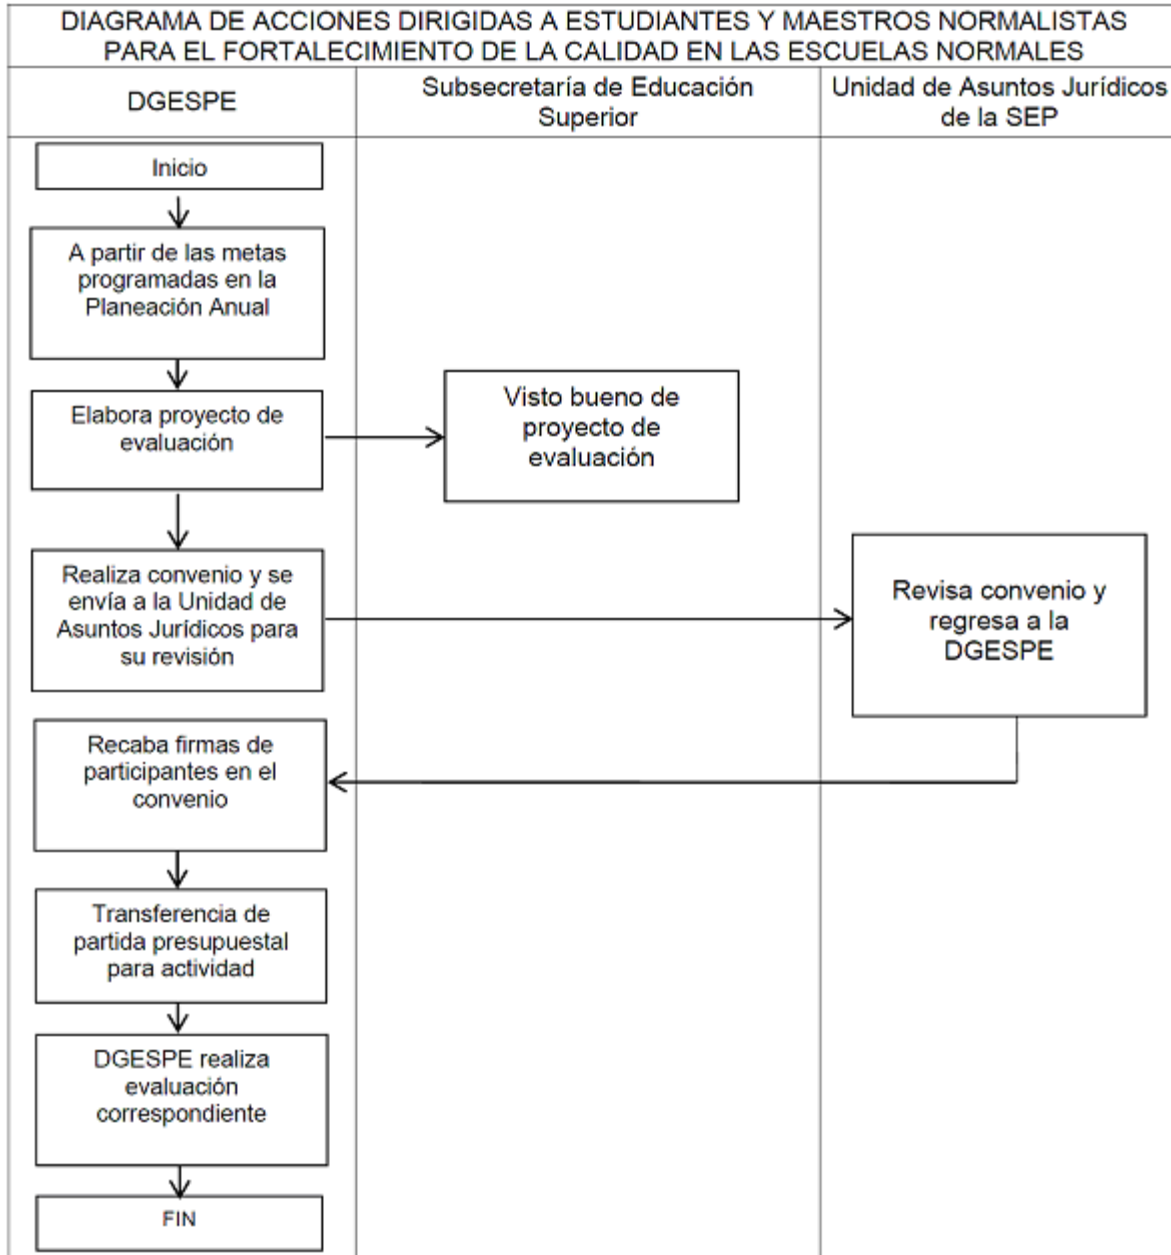 DIAGRAMA DE ACCIONES DIRIGIDAS A ESTUDIANTES Y MAESTROS NORMALISTAS
PARA EL FORTALECIMIENTO DE LA CALIDAD EN LAS ESCUELAS NORMALES
DGESPE
Subsecretaría de Educación
Superior
Unidad de Asuntos Jurídicos
de la SEP
Inicio
A partir de las metas
programadas en la
Planeación Anual
Elabora proyecto de
evaluación
Visto bueno de
proyecto de
evaluación
Realiza convenio y se
envía a la Unidad de
Asuntos Jurídicos para
su revisión
Revisa convenio y
regresa a la
DGESPE
Recaba firmas de
participantes en el
convenio
Transferencia de
partida presupuestal
para actividad
DGESPE realiza
evaluación
correspondiente
FIN